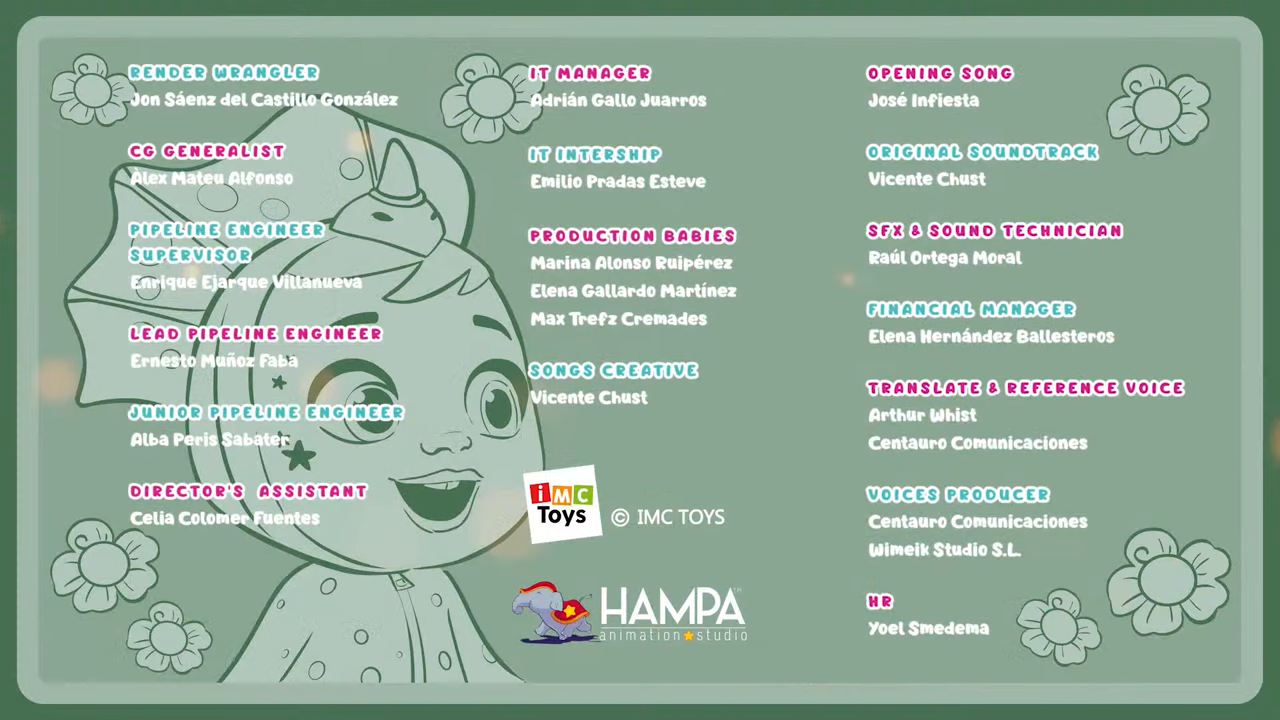 RENDER WRANGLER
Jon Sáenz del Castillo González
CG GENERALIST
Àlex Mateu Alfonso
PIPELINE ENGINEER
SUPERVISOR
Enrique Ejarque Villanueva
LEAD PIPELINE ENGINEER
Ernesto Muñoz Faba
JUNIOR PIPELINE ENGINEER
Alba Peris Sabater
DIRECTOR'S ASSISTANT
Celia Colomer Fuentes
IT MANAGER
Adrián Gallo Juarros
IT INTERSHIP
Emilio Pradas Esteve
PRODUCTION BABIES
Marina Alonso Ruipérez
Elena Gallardo Martínez
Max Trefz Cremades
SONGS CREATIVE
Vicente Chust
iMC
Toys
© IMC TOYS
HAMPA™
animation★studio
OPENING SONG
José Infiesta
ORIGINAL SOUNDTRACK
Vicente Chust
SFX & SOUND TECHNICIAN
Raúl Ortega Moral
FINANCIAL MANAGER
Elena Hernández Ballesteros
TRANSLATE & REFERENCE VOICE
Arthur Whist
Centauro Comunicaciones
VOICES PRODUCER
Centauro Comunicaciones
Wimeik Studio S.L.
HR
Yoel Smedema